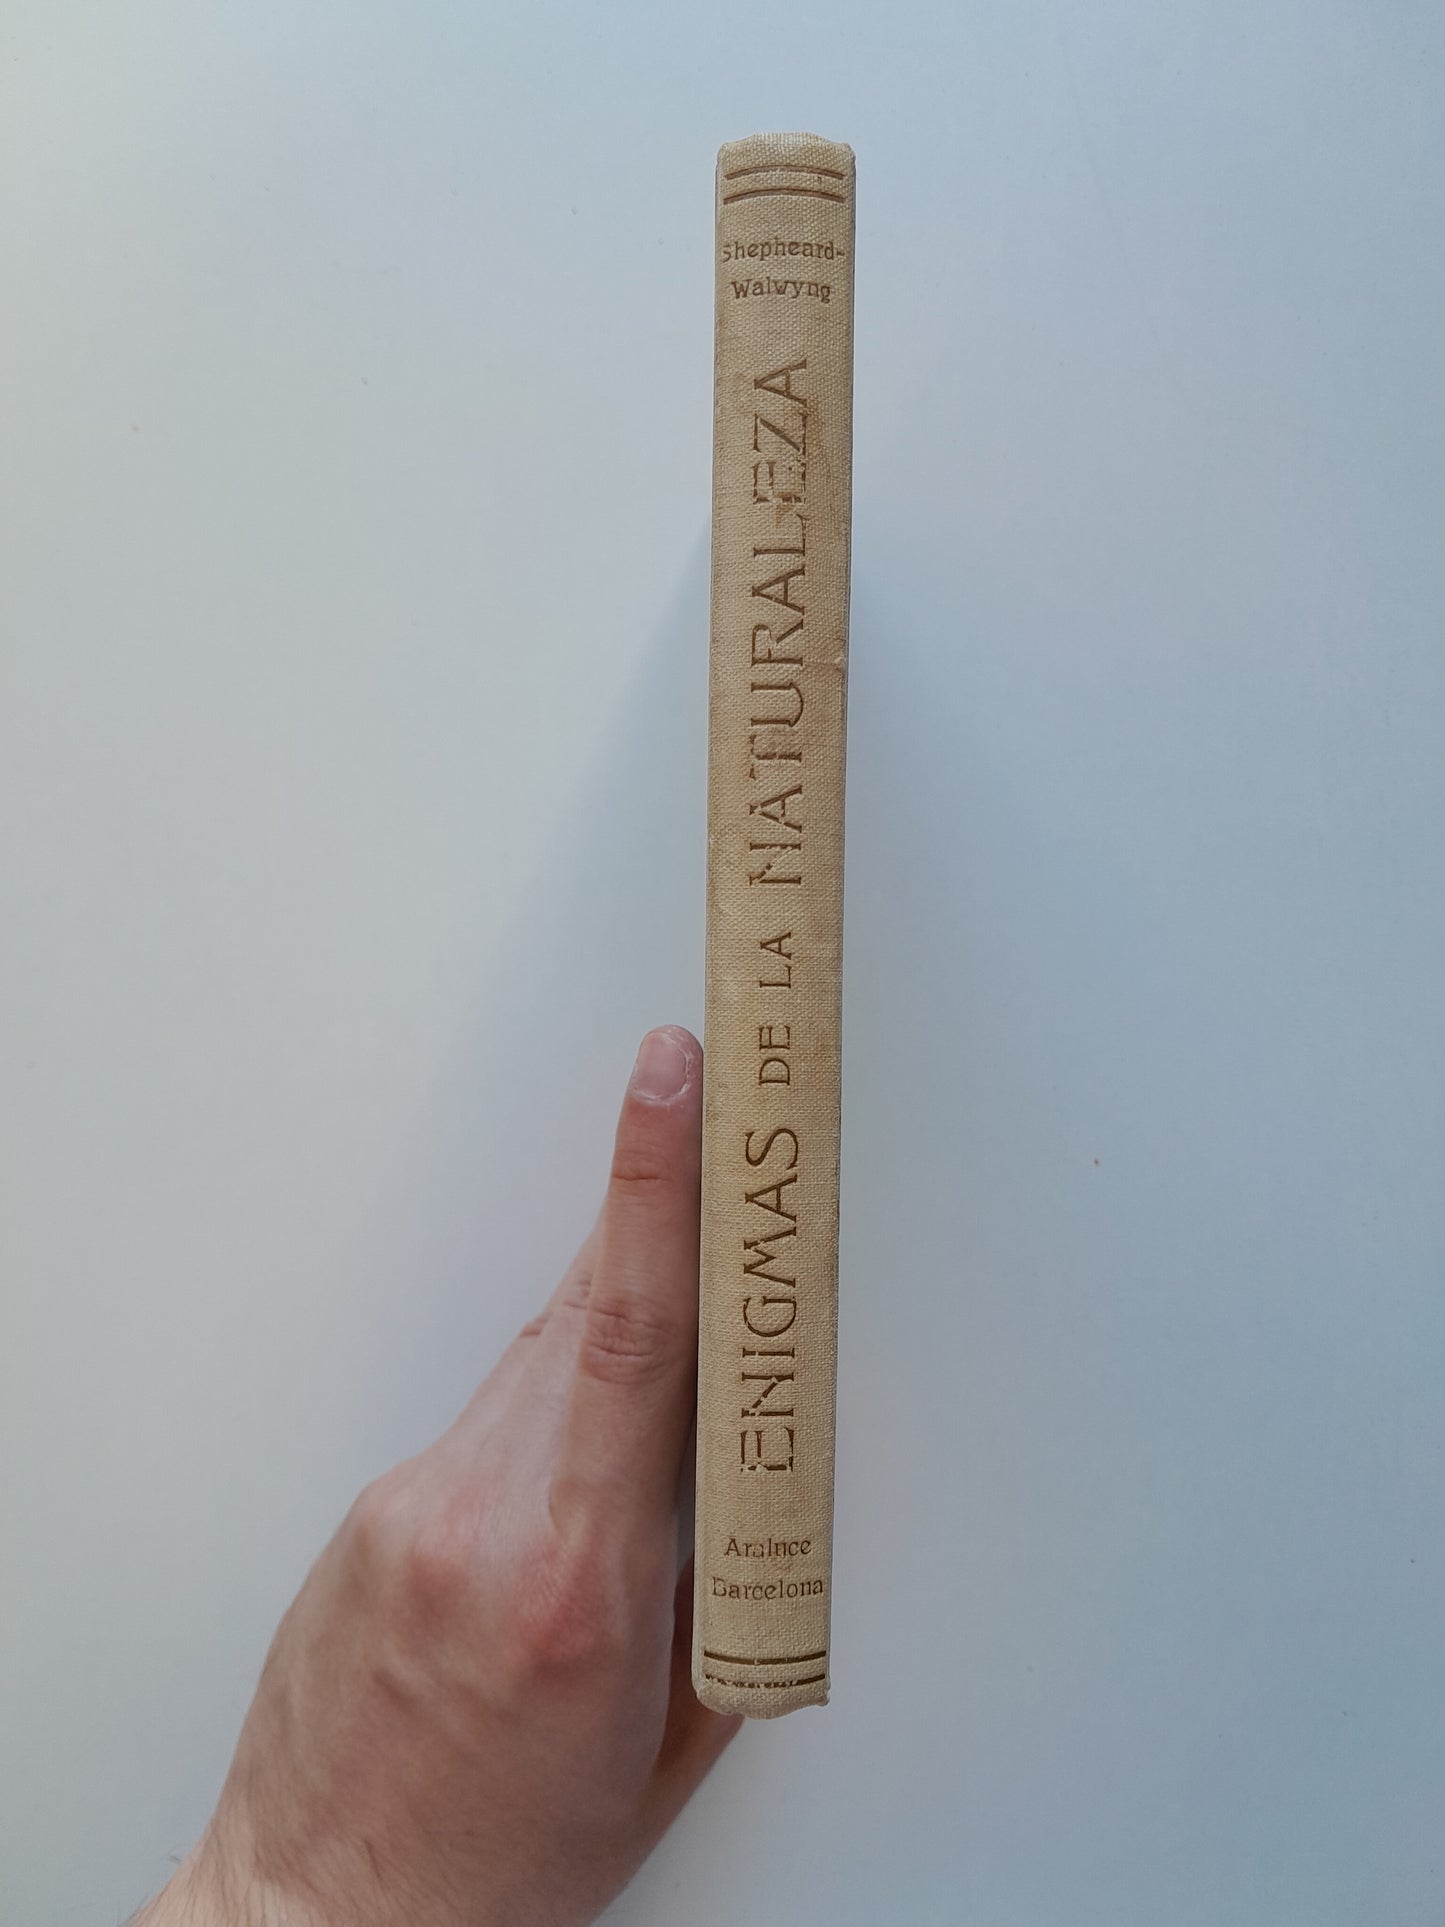 Shepheard-
Walwyng
ENIGMAS DE LA NATURALEZA
Araluce
Barcelona